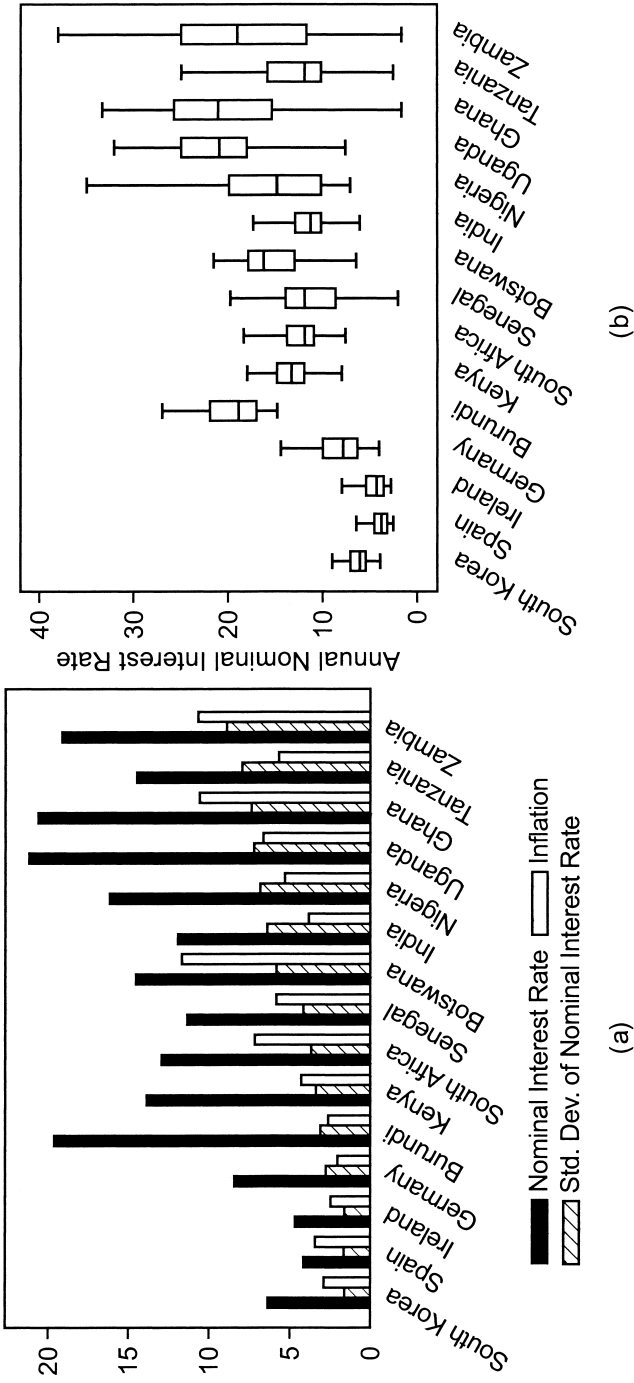 20
15
10
5
0
South Korea
Spain
Ireland
Germany
Burundi
Kenya
South Africa
Senegal
Botswana
India
Nigeria
Uganda
Ghana
Tanzania
Zambia
(a)
Nominal Interest Rate
Inflation
Std. Dev. of Nominal Interest Rate
Annual Nominal Interest Rate
40
30
20
10
0
South Korea
Spain
Ireland
Germany
Burundi
Kenya
South Africa
Senegal
Botswana
India
Nigeria
Uganda
Ghana
Tanzania
Zambia
(b)